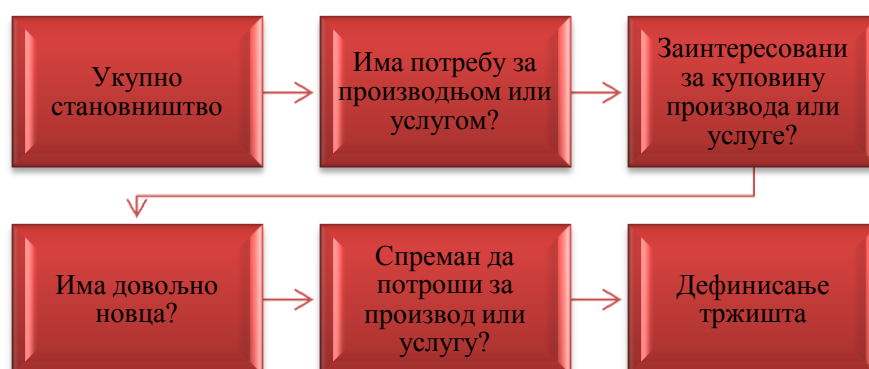 Укупно
становништво
Има потребу за
производњом или
услугом?
Заинтересовани
за куповину
производа или
услуге?
Има довољно
новца?
Спреман да
потроши за
производ или
услугу?
Дефинисање
тржишта